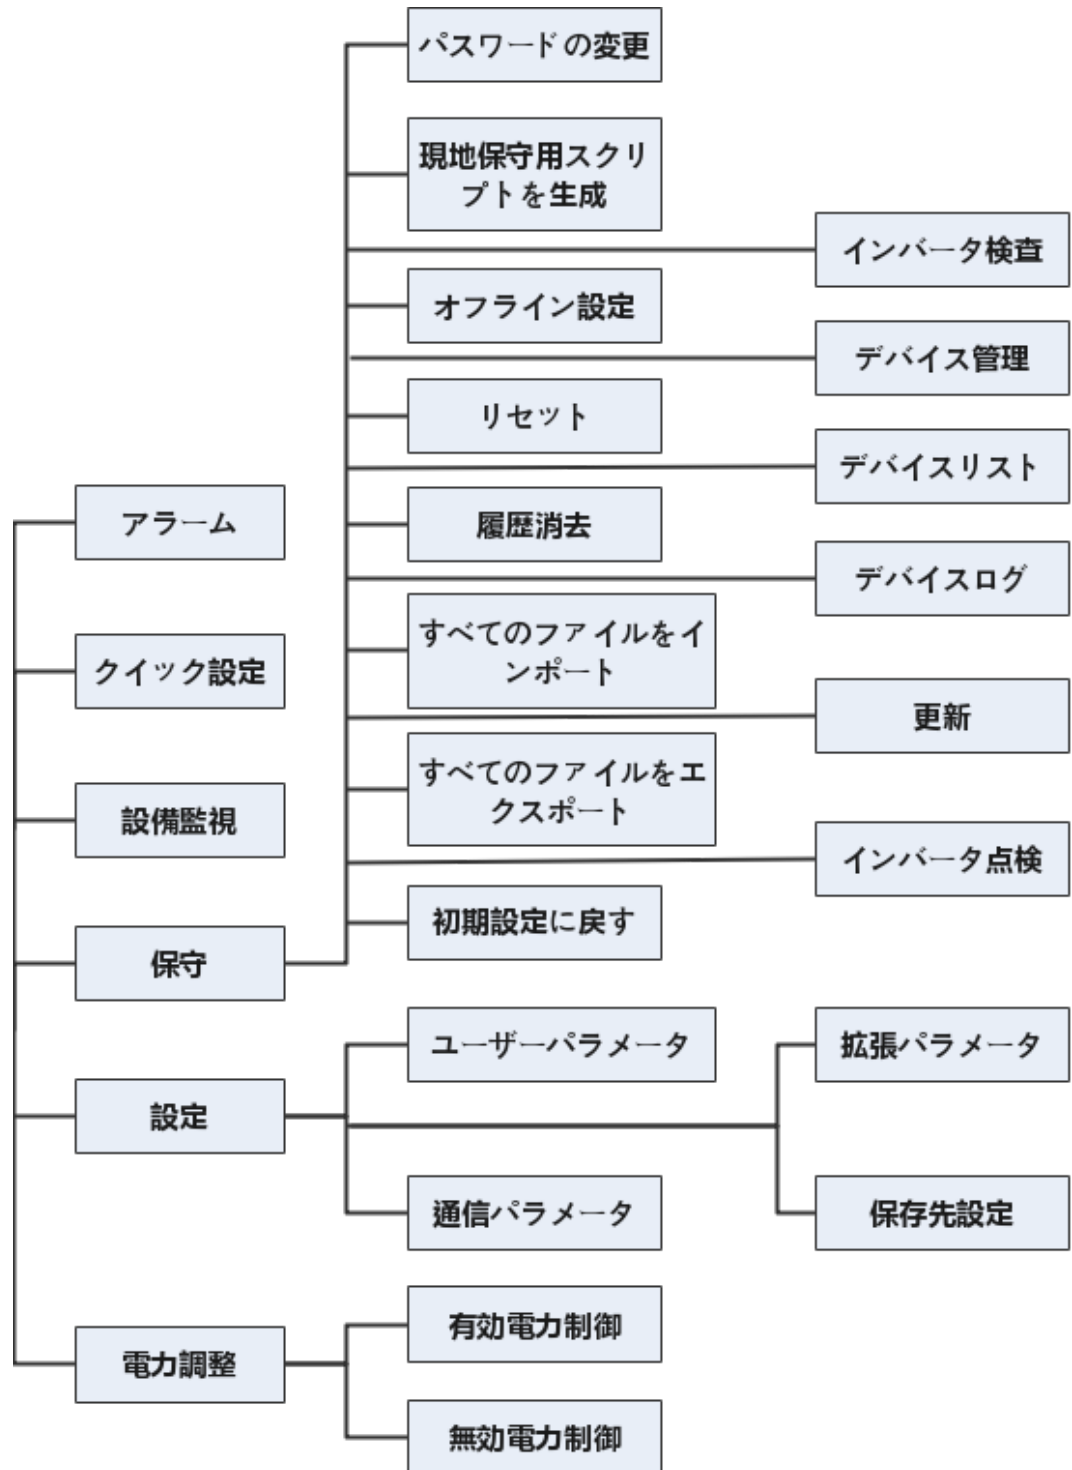 パスワードの変更
現地保守用スクリ
プトを生成
インバータ検査
オフライン設定
デバイス管理
リセット
デバイスリスト
アラーム
履歴消去
デバイスログ
すべてのファイルをイ
ンポート
クイック設定
更新
すべてのファイルをエ
クスポート
設備監視
インバータ点検
初期設定に戻す
保守
ユーザーパラメータ
拡張パラメータ
設定
通信パラメータ
保存先設定
有効電力制御
電力調整
無効電力制御